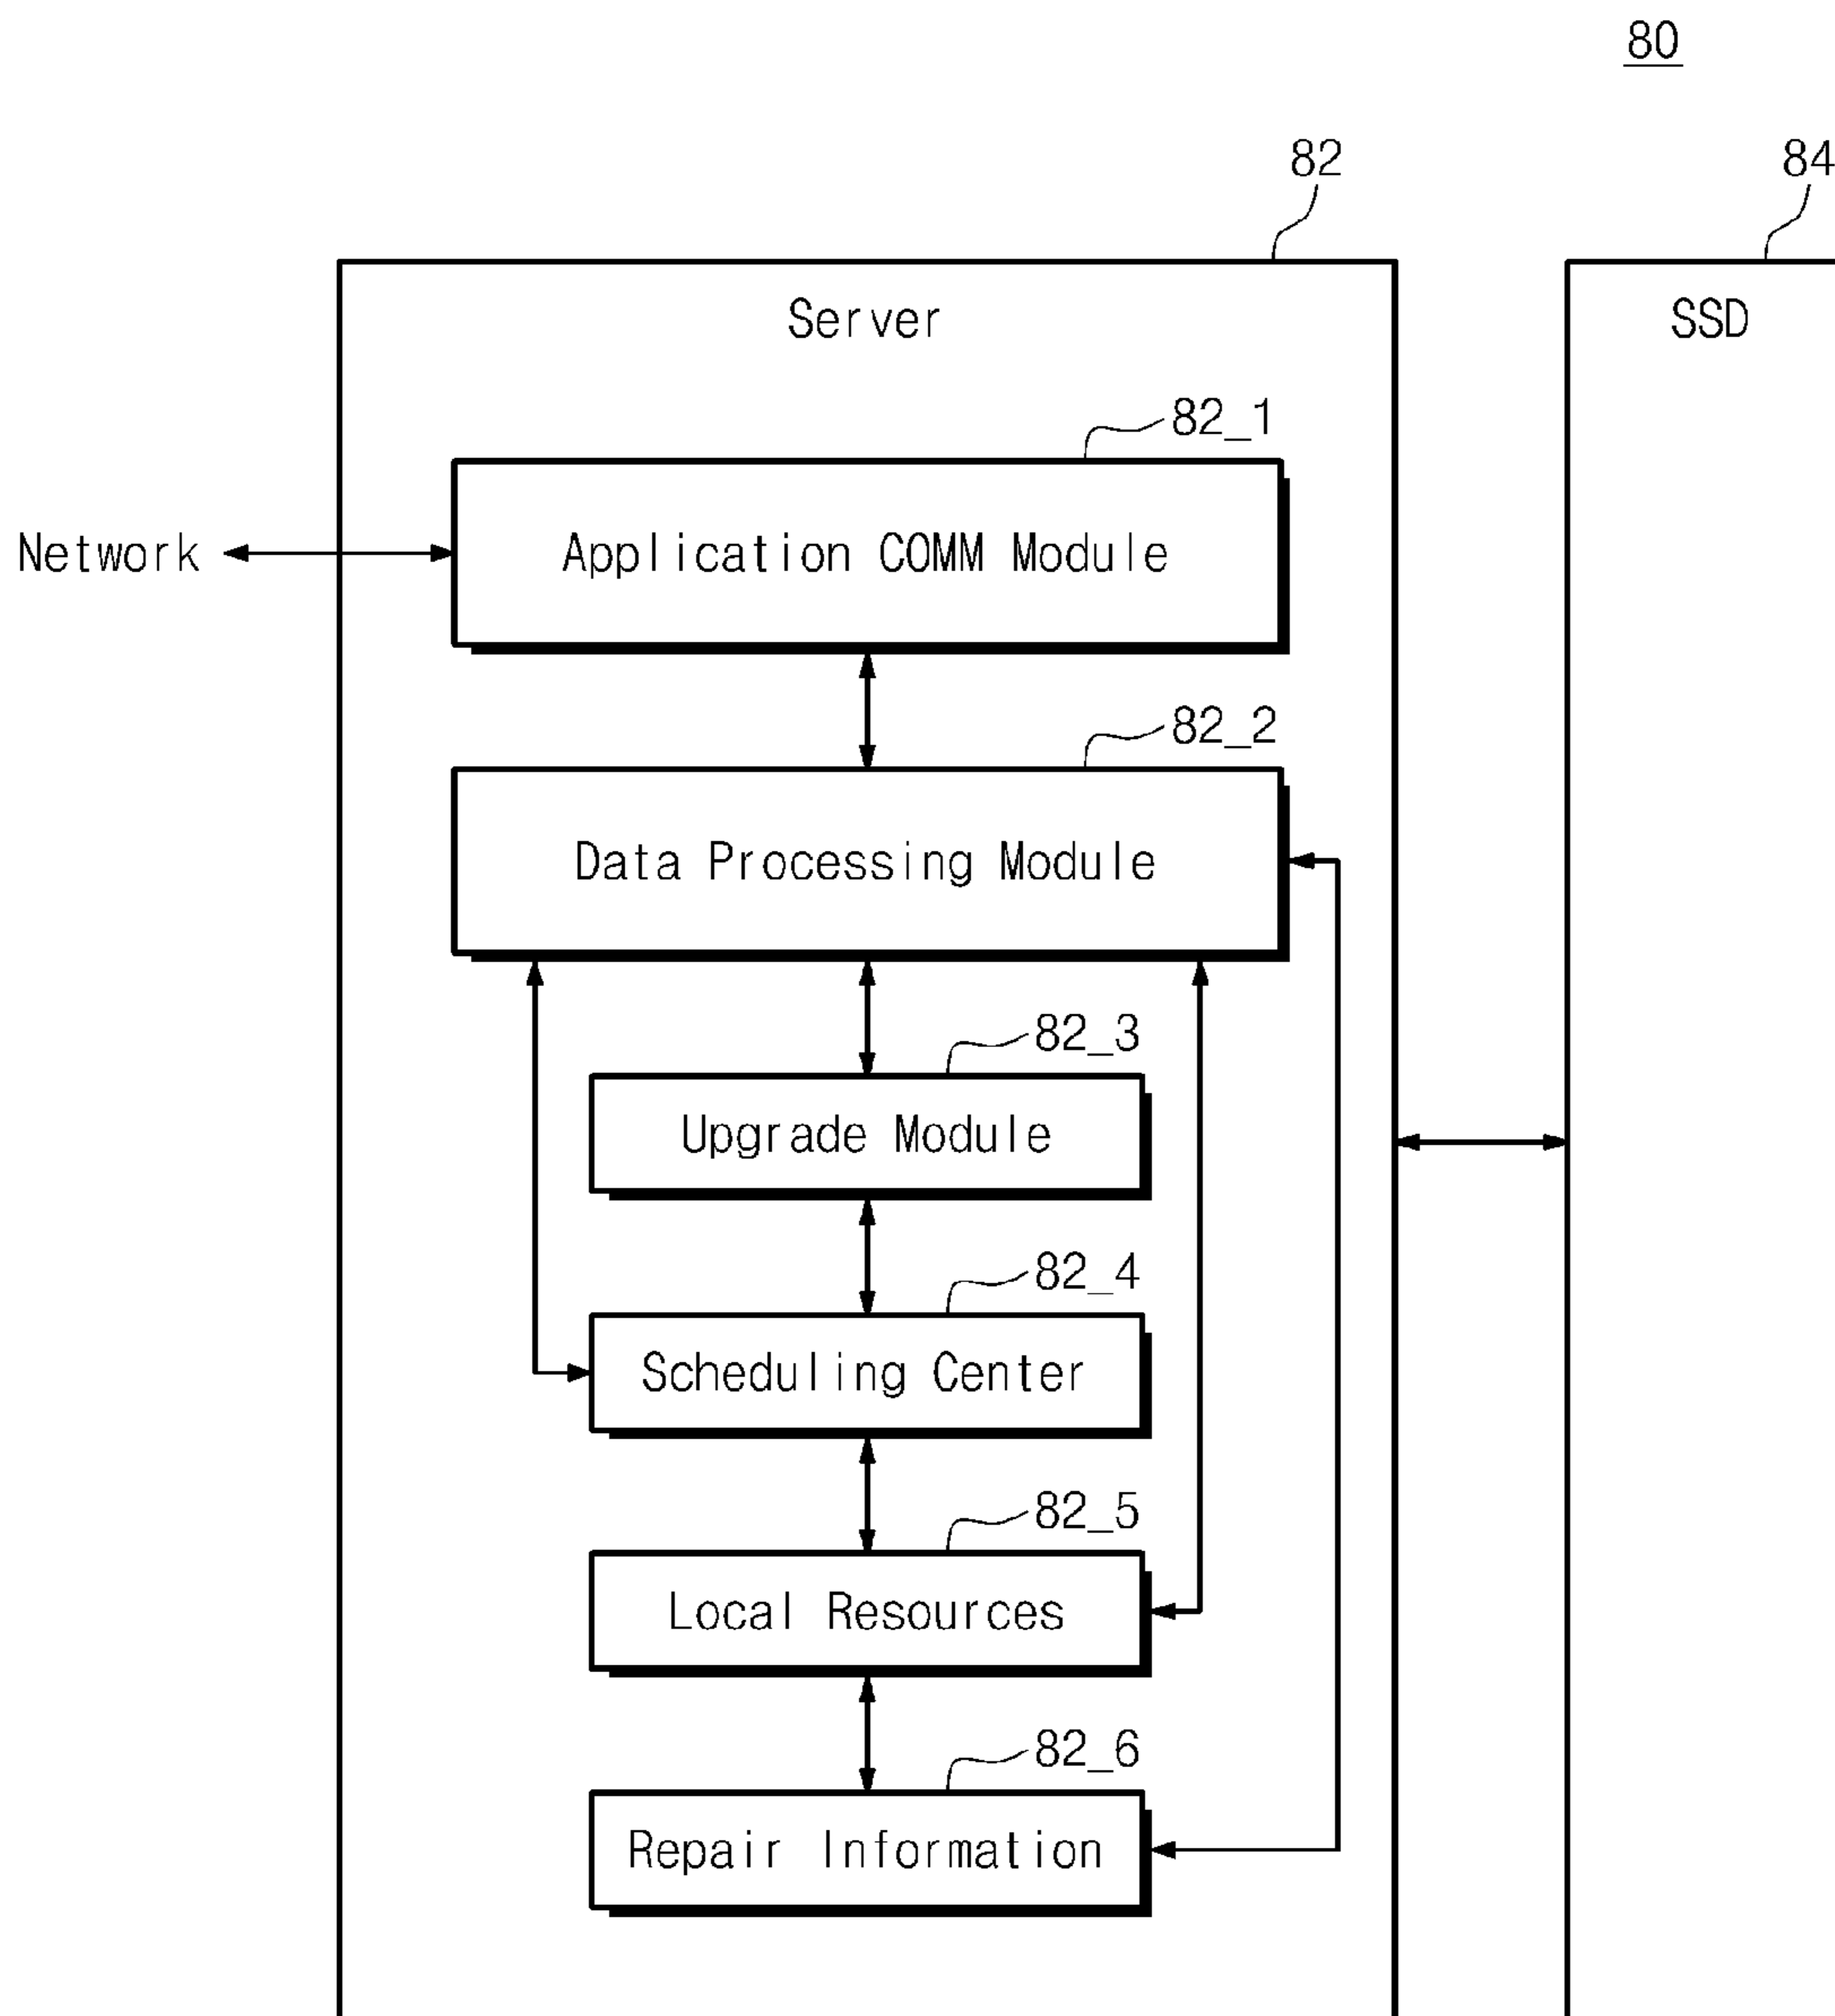 80
82
84
Server
SSD
82_1
Network
Application COMM Module
82_2
Data Processing Module
82_3
Upgrade Module
82_4
Scheduling Center
82_5
Local Resources
82_6
Repair Information